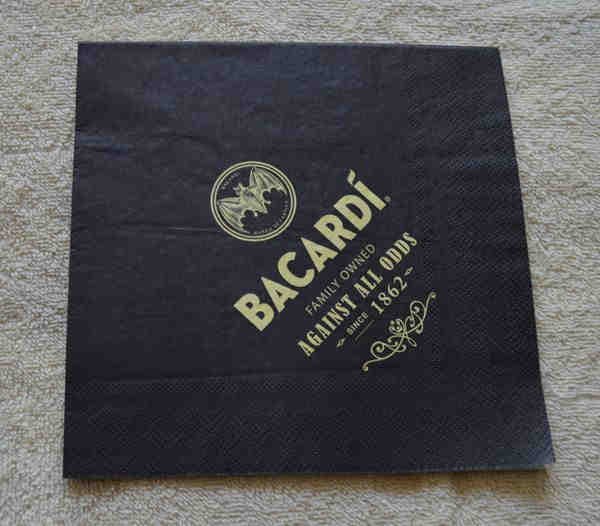 BACARDÍ®
FAMILY OWNED
AGAINST ALL ODDS
SINCE 1862